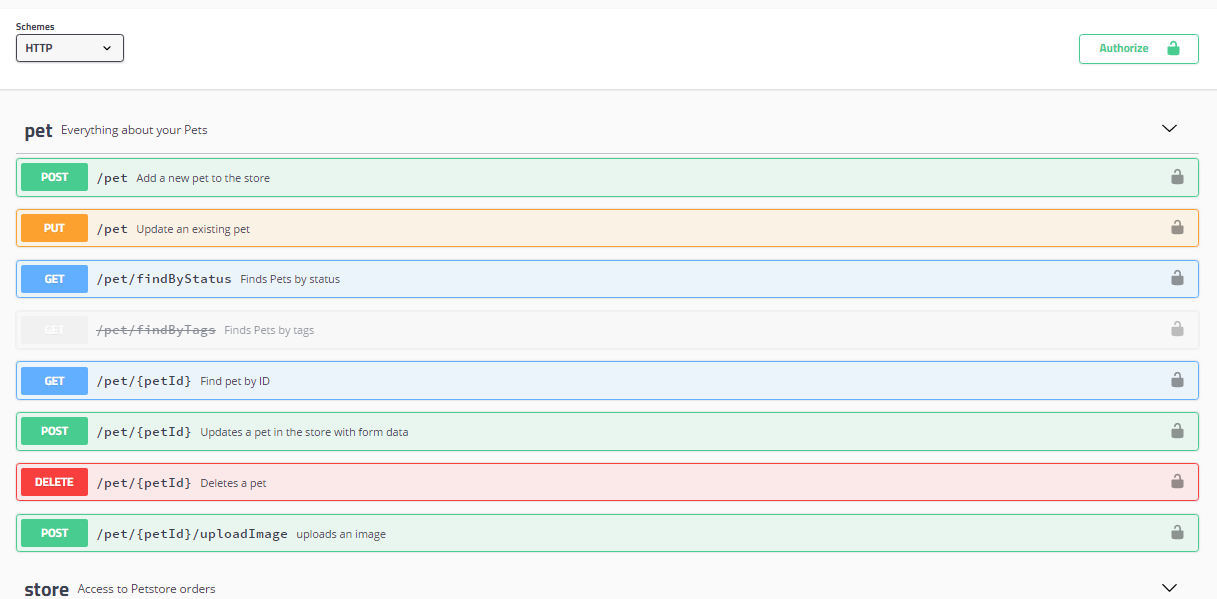 Schemes
HTTP
Authorize
pet Everything about your Pets
POST /pet Add a new pet to the store
PUT /pet Update an existing pet
GET /pet/findByStatus Finds Pets by status
GET /pet/findByTags Finds Pets by tags
GET /pet/{petId} Find pet by ID
POST /pet/{petId} Updates a pet in the store with form data
DELETE /pet/{petId} Deletes a pet
POST /pet/{petId}/uploadImage uploads an image
store Access to Petstore orders